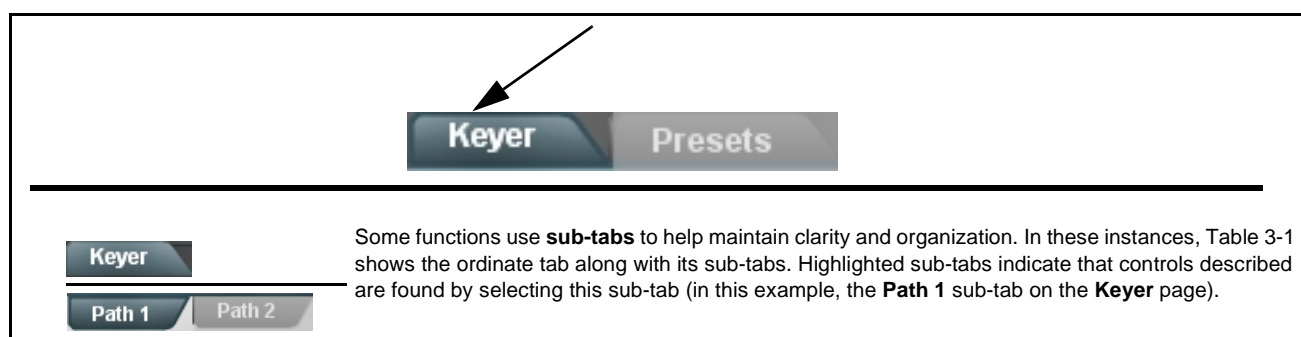 Keyer Presets
Keyer
Path 1 Path 2
Some functions use sub-tabs to help maintain clarity and organization. In these instances, Table 3-1
shows the ordinate tab along with its sub-tabs. Highlighted sub-tabs indicate that controls described
are found by selecting this sub-tab (in this example, the Path 1 sub-tab on the Keyer page).